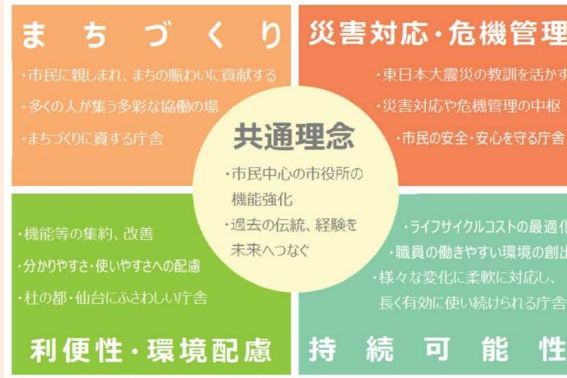 まちづくり
・市民に親しまれ、まちの賑わいに貢献する
・多くの人が集う多彩な協働の場
・まちづくりに資する庁舎
災害対応・危機管理
・東日本大震災の教訓を活かす
・災害対応や危機管理の中枢
・市民の安全・安心を守る庁舎
共通理念
・市民中心の市役所の
機能強化
・過去の伝統、経験を
未来へつなぐ
・機能等の集約、改善
・分かりやすさ・使いやすさへの配慮
・杜の都・仙台にふさわしい庁舎
利便性・環境配慮
・ライフサイクルコストの最適化
・職員の働きやすい環境の創出
・様々な変化に柔軟に対応し、
長く有効に使い続けられる庁舎
持続可能性